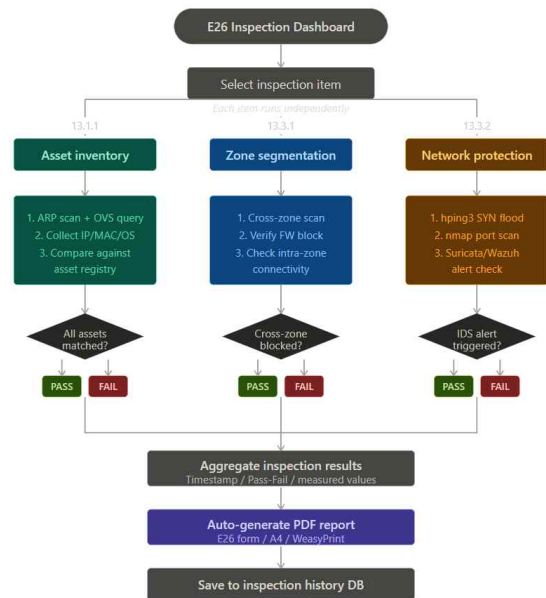 E26 Inspection Dashboard
Select inspection item
Each item runs independently
13.1.1
13.3.1
13.3.2
Asset inventory
Zone segmentation
Network protection
1. ARP scan + OVS query
2. Collect IP/MAC/OS
3. Compare against
asset registry
1. Cross-zone scan
2. Verify FW block
3. Check intra-zone
connectivity
1. hping3 SYN flood
2. nmap port scan
3. Suricata/Wazuh
alert check
All assets
matched?
Cross-zone
blocked?
IDS alert
triggered?
PASS
FAIL
PASS
FAIL
PASS
FAIL
Aggregate inspection results
Timestamp / Pass-Fail / measured values
Auto-generate PDF report
E26 form / A4 / WeasyPrint
Save to inspection history DB